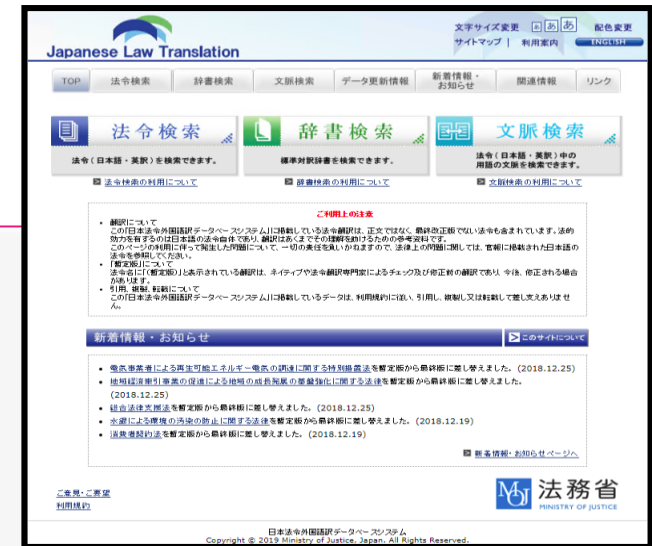 Japanese Law Translation
文字サイズ変更 あ あ あ 配色変更
サイトマップ | 利用案内 ENGLISH
TOP 法令検索 辞書検索 文脈検索 データ更新情報 新着情報・お知らせ 関連情報 リンク
法令検索 辞書検索 文脈検索
法令(日本語・英訳)を検索できます。
標準対訳辞書を検索できます。
法令(日本語・英訳)中の
用語の文脈を検索できます。
法令検索の利用について 辞書検索の利用について 文脈検索の利用について
ご利用上の注意
• 翻訳について
この「日本法令外国語訳データベースシステム」に掲載している法令翻訳は、正文ではなく、最終改正版でない法令も含まれています。法的
効力を有するのは日本語の法令自体であり、翻訳はあくまでその理解を助けるための参考資料です。
このページの利用に伴って発生した問題について、一切の責任を負いかねますので、法律上の問題に関しては、官報に掲載された日本語の
法令を参照してください。
• 「暫定版」について
法令名に「(暫定版)」と表示されている翻訳は、ネイティブや法令翻訳専門家によるチェック及び修正前の翻訳であり、今後、修正される場合
があります。
• 引用、複製、転載について
この「日本法令外国語訳データベースシステム」に掲載しているデータは、利用規約に従い、引用し、複製し又は転載して差し支えありませ
ん。
新着情報・お知らせ このサイトについて
• 電気事業者による再生可能エネルギー電気の調達に関する特別措置法を暫定版から最終版に差し替えました。(2018.12.25)
• 地域経済牽引事業の促進による地域の成長発展の基盤強化に関する法律を暫定版から最終版に差し替えました。
(2018.12.25)
• 総合法律支援法を暫定版から最終版に差し替えました。(2018.12.25)
• 水銀による環境の汚染の防止に関する法律を暫定版から最終版に差し替えました。(2018.12.19)
• 消費者契約法を暫定版から最終版に差し替えました。(2018.12.19)
新着情報・お知らせページへ
ご意見・ご要望
利用規約
MOJ 法務省
MINISTRY OF JUSTICE
日本法令外国語訳データベースシステム
Copyright © 2019 Ministry of Justice, Japan. All Rights Reserved.